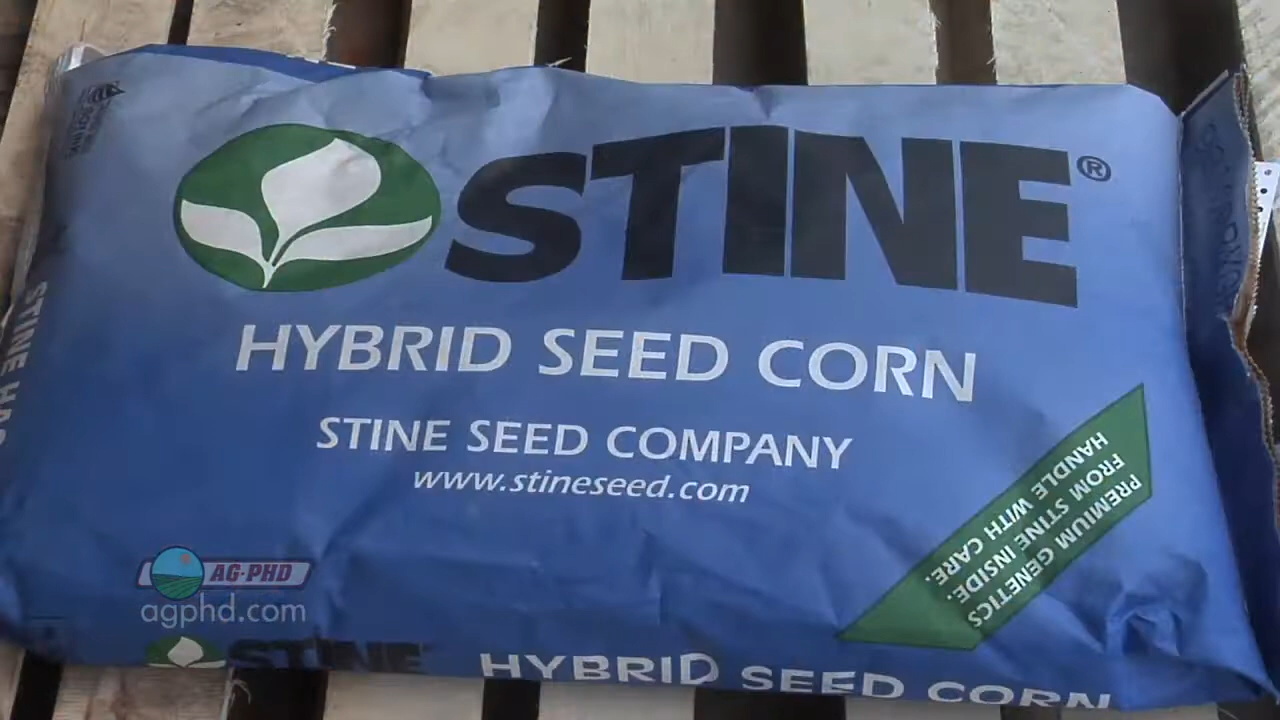 STINE®
HYBRID SEED CORN
STINE SEED COMPANY
www.stineseed.com
PREMIUM GENETICS
FROM STINE INSIDE.
HANDLE WITH CARE.
STINE
AG·PHD
agphd.com
STINE
HYBRID SEED CORN